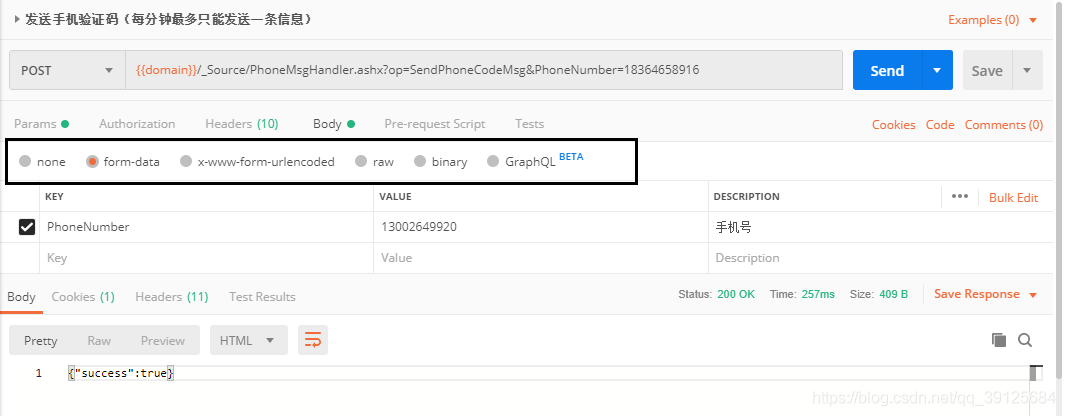 发送手机验证码（每分钟最多只能发送一条信息） Examples (0)
POST {{domain}}/_Source/PhoneMsgHandler.ashx?op=SendPhoneCodeMsg&PhoneNumber=18364658916 Send Save
Params Authorization Headers (10) Body Pre-request Script Tests Cookies Code Comments (0)
none form-data x-www-form-urlencoded raw binary GraphQL BETA
KEY VALUE DESCRIPTION ••• Bulk Edit
PhoneNumber 13002649920 手机号
Key Value Description
Body Cookies (1) Headers (11) Test Results Status: 200 OK Time: 257ms Size: 409 B Save Response
Pretty Raw Preview HTML
1 {"success":true}
https://blog.csdn.net/qq_39125684